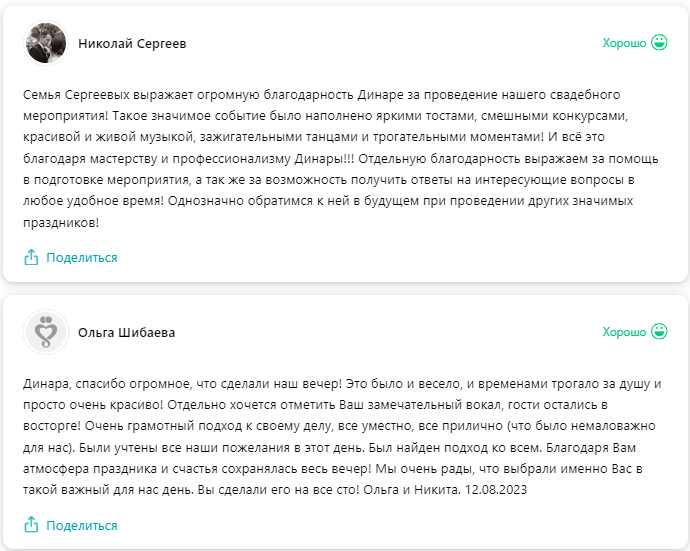 Николай Сергеев
Хорошо
Семья Сергеевых выражает огромную благодарность Динаре за проведение нашего свадебного
мероприятия! Такое значимое событие было наполнено яркими тостами, смешными конкурсами,
красивой и живой музыкой, зажигательными танцами и трогательными моментами! И всё это
благодаря мастерству и профессионализму Динары!!! Отдельную благодарность выражаем за помощь
в подготовке мероприятия, а так же за возможность получить ответы на интересующие вопросы в
любое удобное время! Однозначно обратимся к ней в будущем при проведении других значимых
праздников!
Поделиться
Ольга Шибаева
Хорошо
Динара, спасибо огромное, что сделали наш вечер! Это было и весело, и временами трогало за душу и
просто очень красиво! Отдельно хочется отметить Ваш замечательный вокал, гости остались в
восторге! Очень грамотный подход к своему делу, все уместно, все прилично (что было немаловажно
для нас). Были учтены все наши пожелания в этот день. Был найден подход ко всем. Благодаря Вам
атмосфера праздника и счастья сохранялась весь вечер! Мы очень рады, что выбрали именно Вас в
такой важный для нас день. Вы сделали его на все сто! Ольга и Никита. 12.08.2023
Поделиться